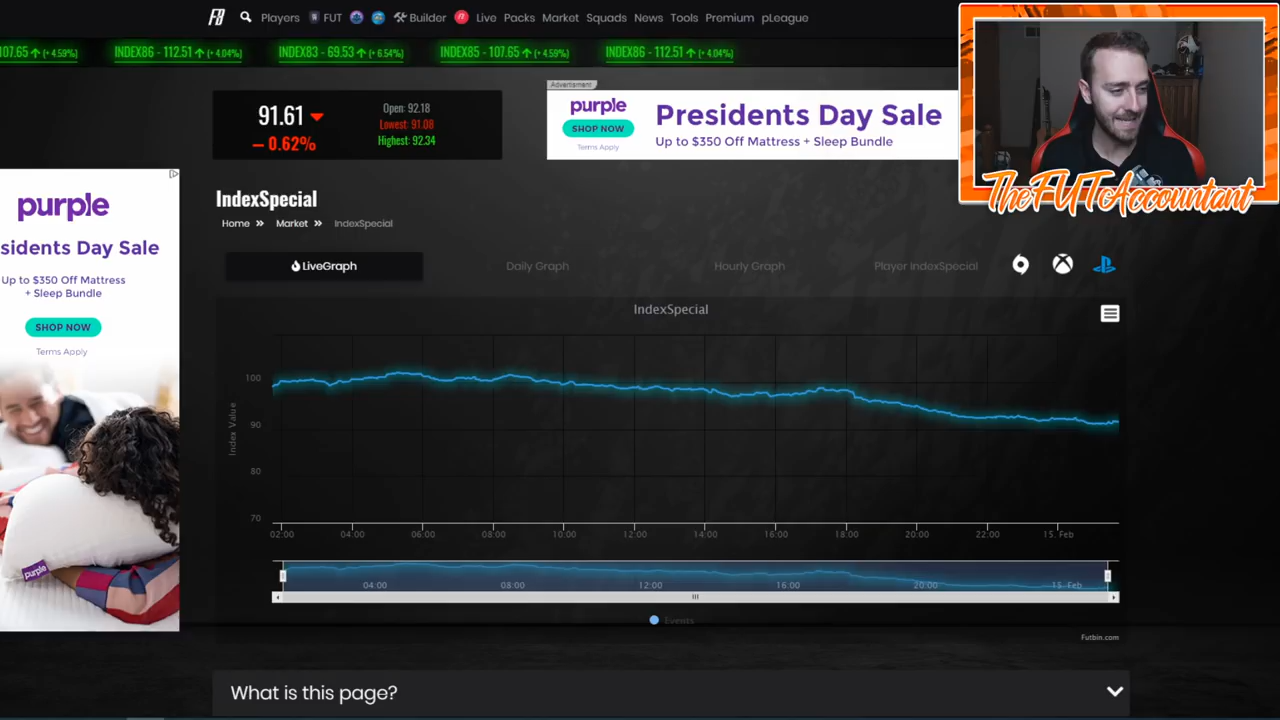 FB Players FUT Builder Live Packs Market Squads News Tools Premium pLeague
107.65 (+ 4.59%) INDEX86 - 112.51 (+ 4.04%) INDEX83 - 69.53 (+ 6.54%) INDEX85 - 107.65 (+ 4.59%) INDEX86 - 112.51 (+ 4.04%)
91.61
– 0.62%
Open: 92.18
Lowest: 91.08
Highest: 92.34
Advertisment
purple
SHOP NOW
Terms Apply
Presidents Day Sale
Up to $350 Off Mattress + Sleep Bundle
TheFUTAccountant
purple
sidents Day Sale
Up to $350 Off Mattress
+ Sleep Bundle
SHOP NOW
Terms Apply
purple
IndexSpecial
Home » Market » IndexSpecial
LiveGraph Daily Graph Hourly Graph Player IndexSpecial
IndexSpecial
Index Value
100
90
80
70
02:00 04:00 06:00 08:00 10:00 12:00 14:00 16:00 18:00 20:00 22:00 15. Feb
04:00 08:00 12:00 16:00 20:00 15. Feb
Events
Futbin.com
What is this page?